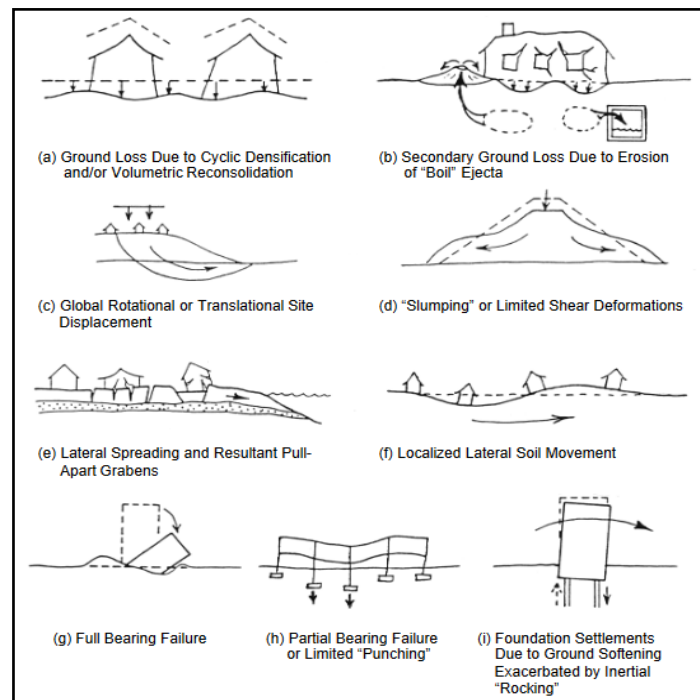 (a) Ground Loss Due to Cyclic Densification
and/or Volumetric Reconsolidation
(b) Secondary Ground Loss Due to Erosion
of “Boil” Ejecta
(c) Global Rotational or Translational Site
Displacement
(d) “Slumping” or Limited Shear Deformations
(e) Lateral Spreading and Resultant Pull-
Apart Grabens
(f) Localized Lateral Soil Movement
(g) Full Bearing Failure
(h) Partial Bearing Failure
or Limited “Punching”
(i) Foundation Settlements
Due to Ground Softening
Exacerbated by Inertial
“Rocking”